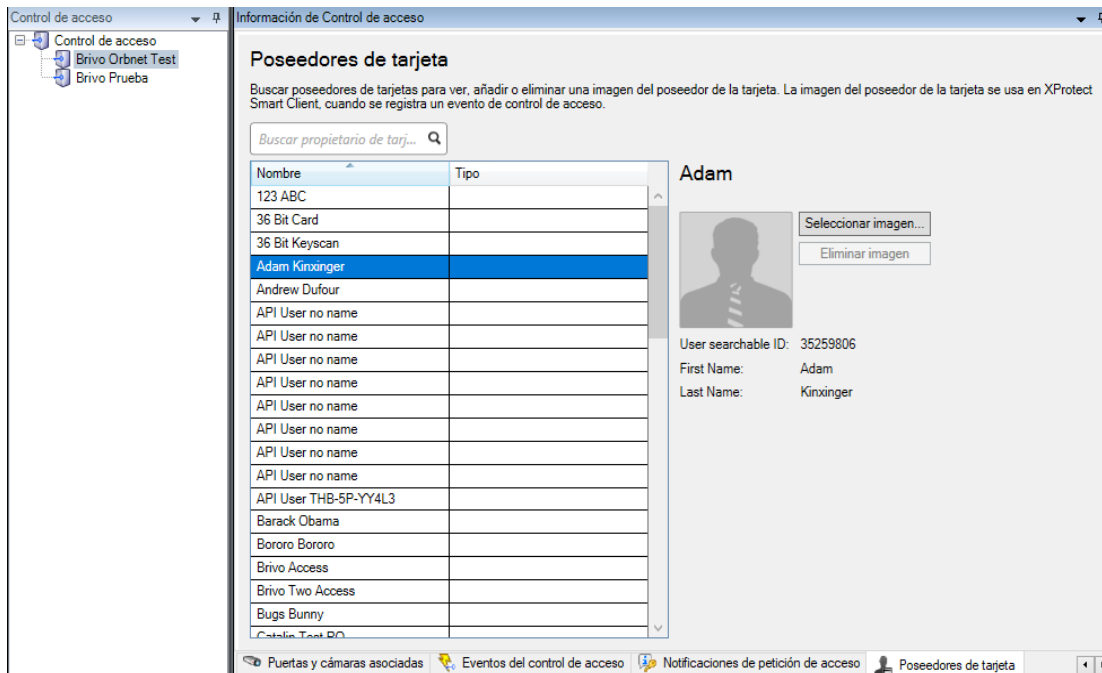 Control de acceso
Control de acceso
Brivo Orbnet Test
Brivo Prueba
Información de Control de acceso
Poseedores de tarjeta
Buscar poseedores de tarjetas para ver, añadir o eliminar una imagen del poseedor de la tarjeta. La imagen del poseedor de la tarjeta se usa en XProtect
Smart Client, cuando se registra un evento de control de acceso.
Buscar propietario de tarj...
Nombre Tipo
123 ABC
36 Bit Card
36 Bit Keyscan
Adam Kinxinger
Andrew Dufour
API User no name
API User no name
API User no name
API User no name
API User no name
API User no name
API User no name
API User no name
API User THB-5P-YY4L3
Barack Obama
Bororo Bororo
Brivo Access
Brivo Two Access
Bugs Bunny
Catalin Test RO
Adam
Seleccionar imagen...
Eliminar imagen
User searchable ID: 35259806
First Name: Adam
Last Name: Kinxinger
Puertas y cámaras asociadas Eventos del control de acceso Notificaciones de petición de acceso Poseedores de tarjeta